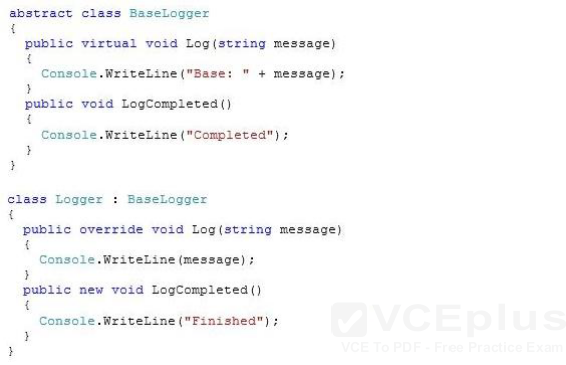 abstract class BaseLogger
{
public virtual void Log(string message)
{
Console.WriteLine("Base: " + message);
}
public void LogCompleted()
{
Console.WriteLine("Completed");
}
}
class Logger : BaseLogger
{
public override void Log(string message)
{
Console.WriteLine(message);
}
public new void LogCompleted()
{
Console.WriteLine("Finished");
}
}
VCEplus
VCE To PDF - Free Practice Exam